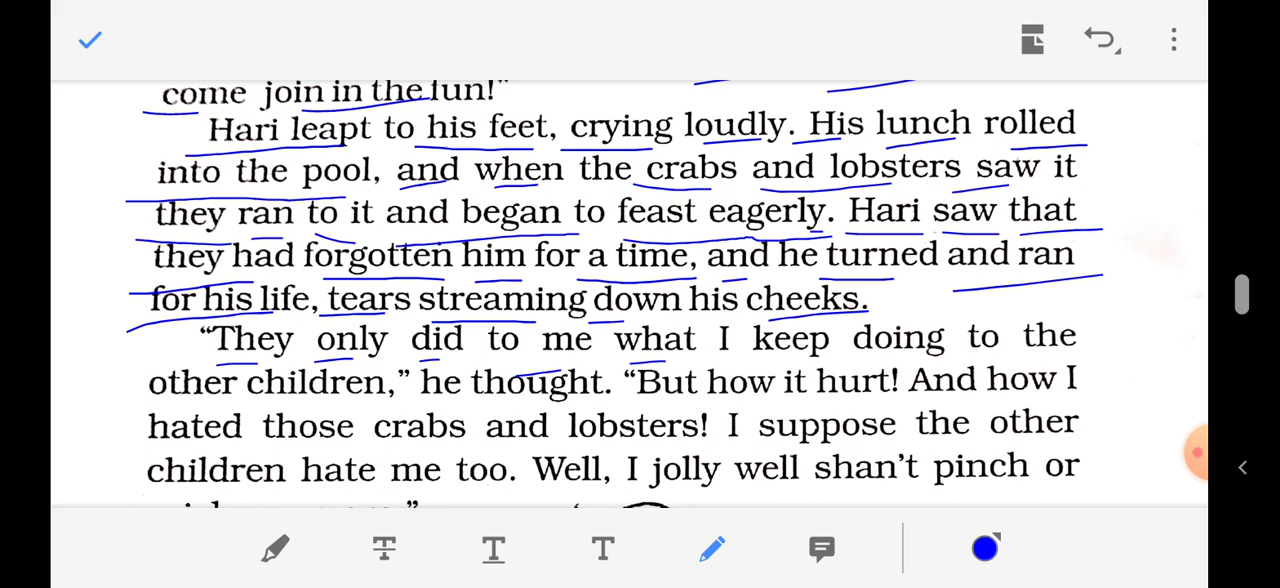 come join in the fun!"
Hari leapt to his feet, crying loudly. His lunch rolled
into the pool, and when the crabs and lobsters saw it
they ran to it and began to feast eagerly. Hari saw that
they had forgotten him for a time, and he turned and ran
for his life, tears streaming down his cheeks.
“They only did to me what I keep doing to the
other children,” he thought. “But how it hurt! And how I
hated those crabs and lobsters! I suppose the other
children hate me too. Well, I jolly well shan’t pinch or
T T T